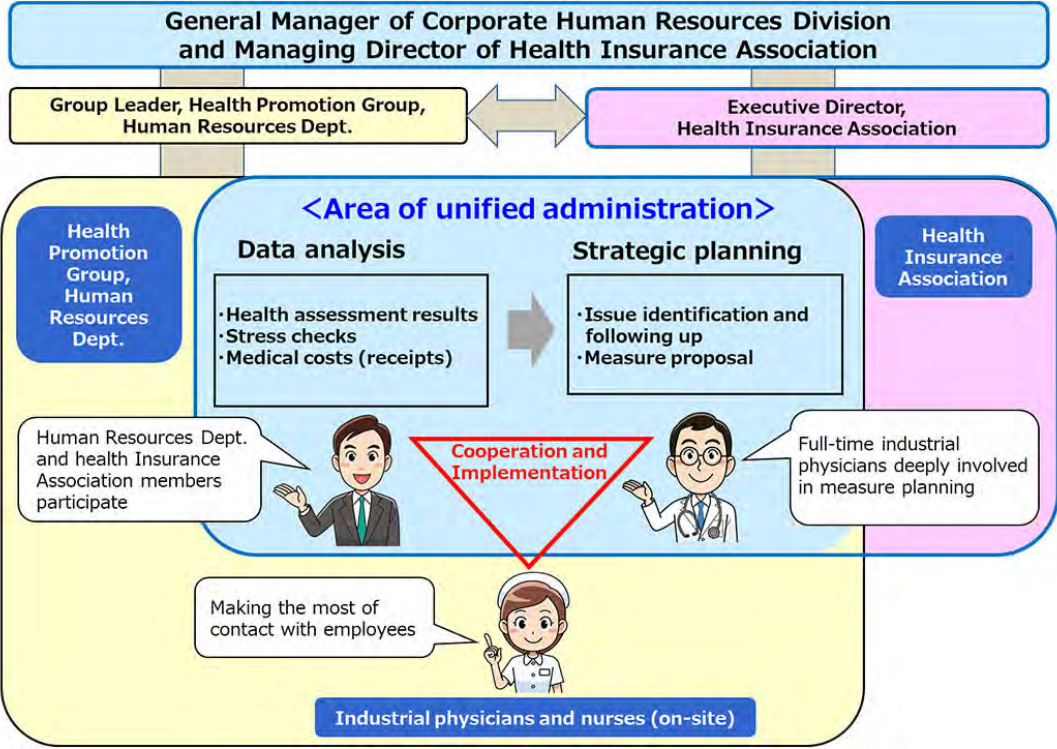 General Manager of Corporate Human Resources Division
and Managing Director of Health Insurance Association
Group Leader, Health Promotion Group,
Human Resources Dept.
Executive Director,
Health Insurance Association
<Area of unified administration>
Health
Promotion
Group,
Human
Resources
Dept.
Data analysis
・Health assessment results
・Stress checks
・Medical costs (receipts)
Strategic planning
・Issue identification and
following up
・Measure proposal
Health
Insurance
Association
Human Resources Dept.
and health Insurance
Association members
participate
Cooperation and
Implementation
Full-time industrial
physicians deeply involved
in measure planning
Making the most of
contact with employees
Industrial physicians and nurses (on-site)